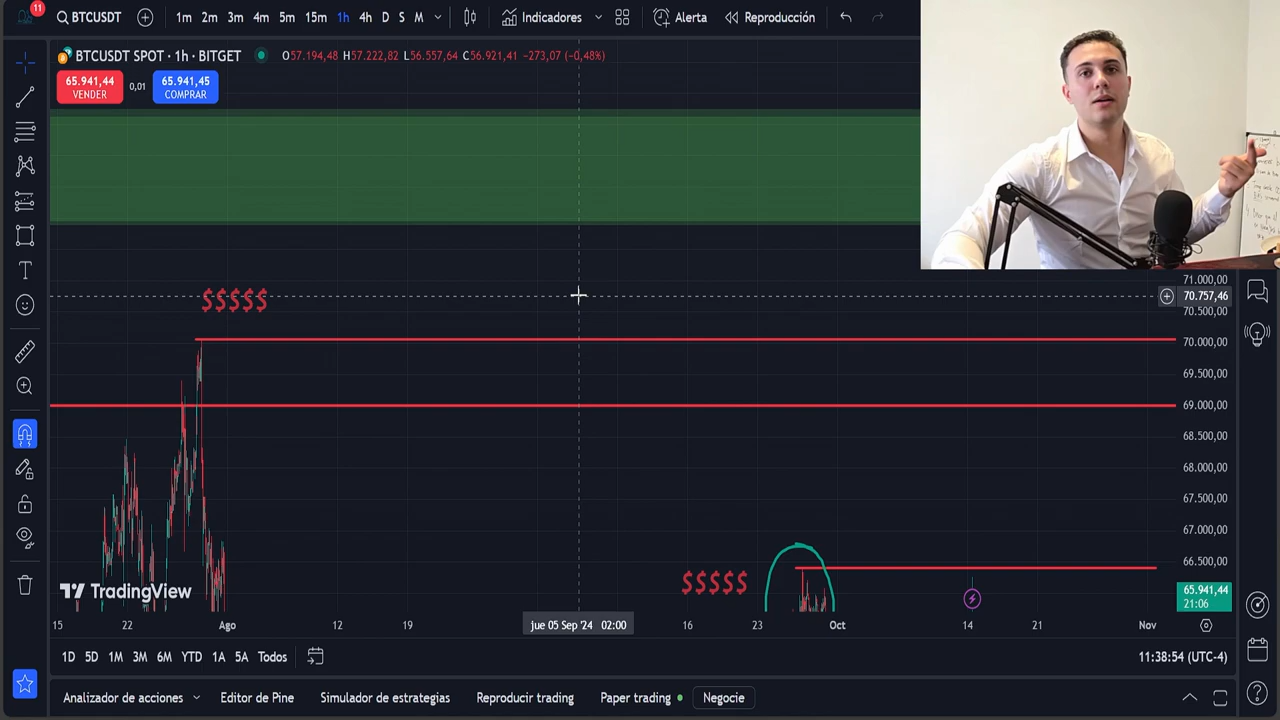 11
BTCUSDT
1m 2m 3m 4m 5m 15m 1h 4h D S M
Indicadores
Alerta
Reproducción
BTCUSDT SPOT · 1h · BITGET
O57.194,48 H57.222,82 L56.557,64 C56.921,41 -273,07 (-0,48%)
65.941,44
VENDER
0,01
65.941,45
COMPRAR
$$$$$
$$$$$
71.000,00
70.757,46
70.500,00
70.000,00
69.500,00
69.000,00
68.500,00
68.000,00
67.500,00
67.000,00
66.500,00
65.941,44
21:06
TradingView
15 22 Ago 12 19 jue 05 Sep '24 02:00 16 23 Oct 14 21 Nov
1D 5D 1M 3M 6M YTD 1A 5A Todos
11:38:54 (UTC-4)
Analizador de acciones
Editor de Pine
Simulador de estrategias
Reproducir trading
Paper trading
Negocie